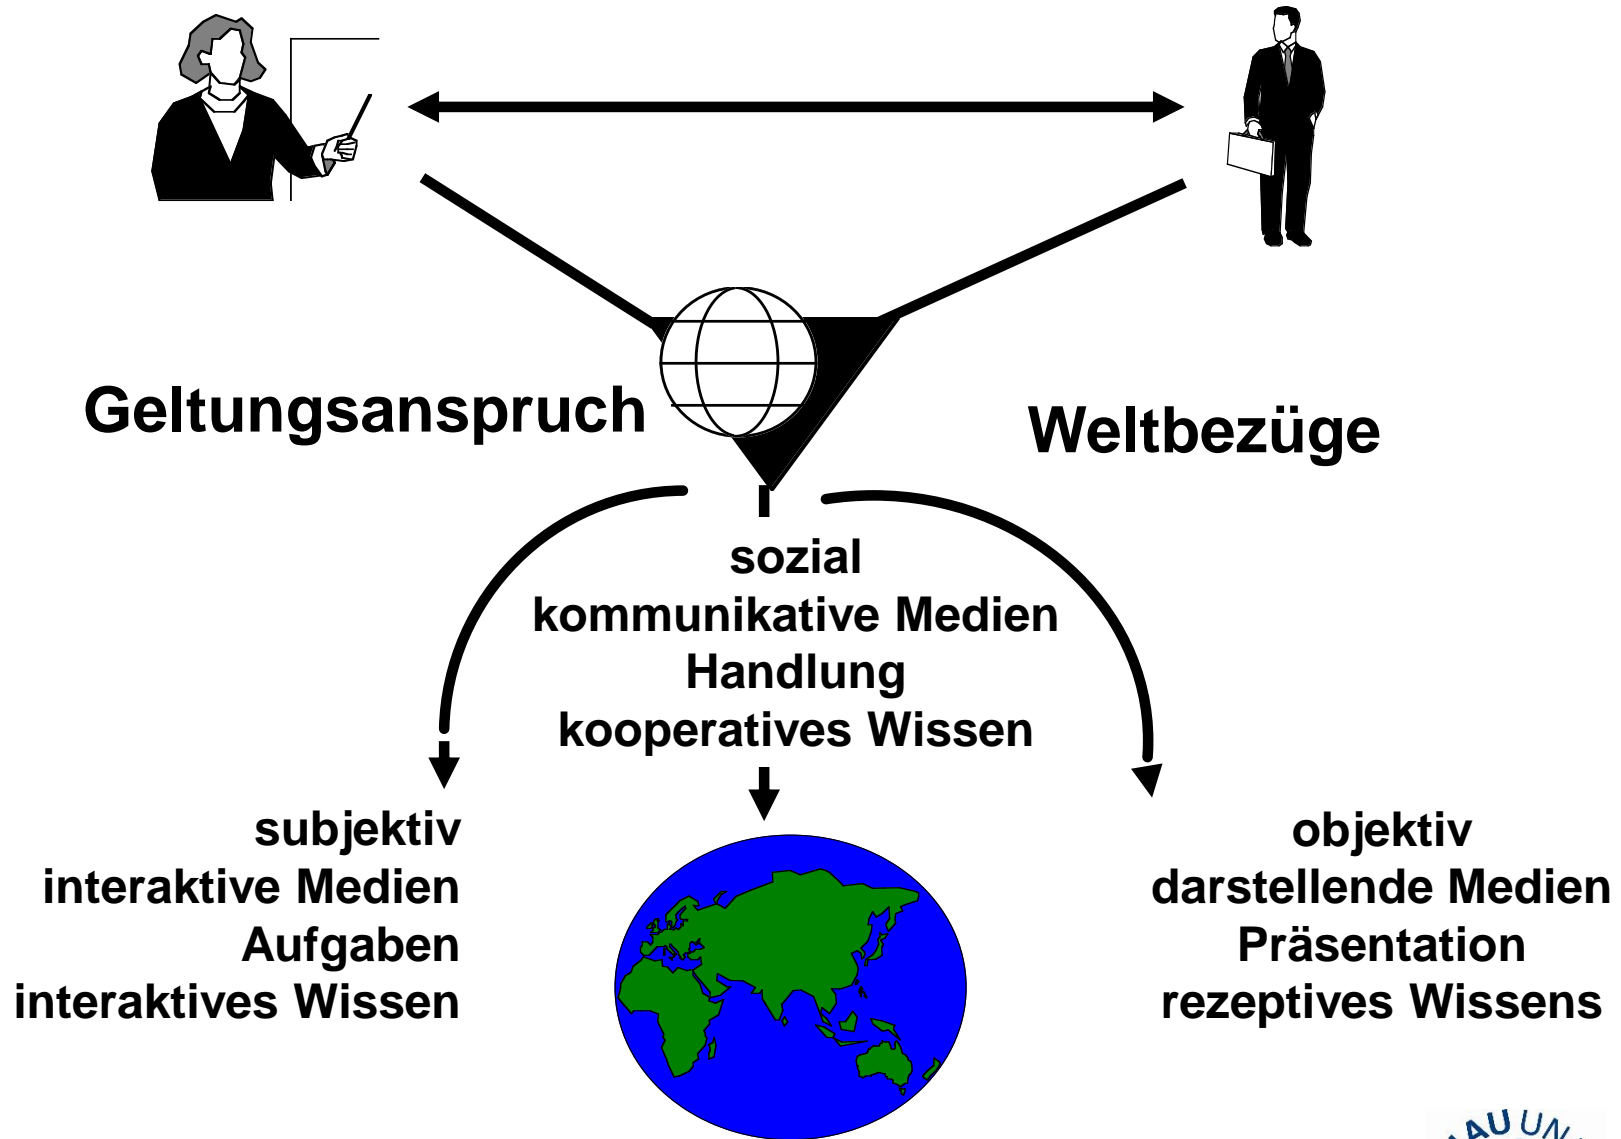 Geltungsanspruch
Weltbezüge
sozial
kommunikative Medien
Handlung
kooperatives Wissen
subjektiv
interaktive Medien
Aufgaben
interaktives Wissen
objektiv
darstellende Medien
Präsentation
rezeptives Wissens